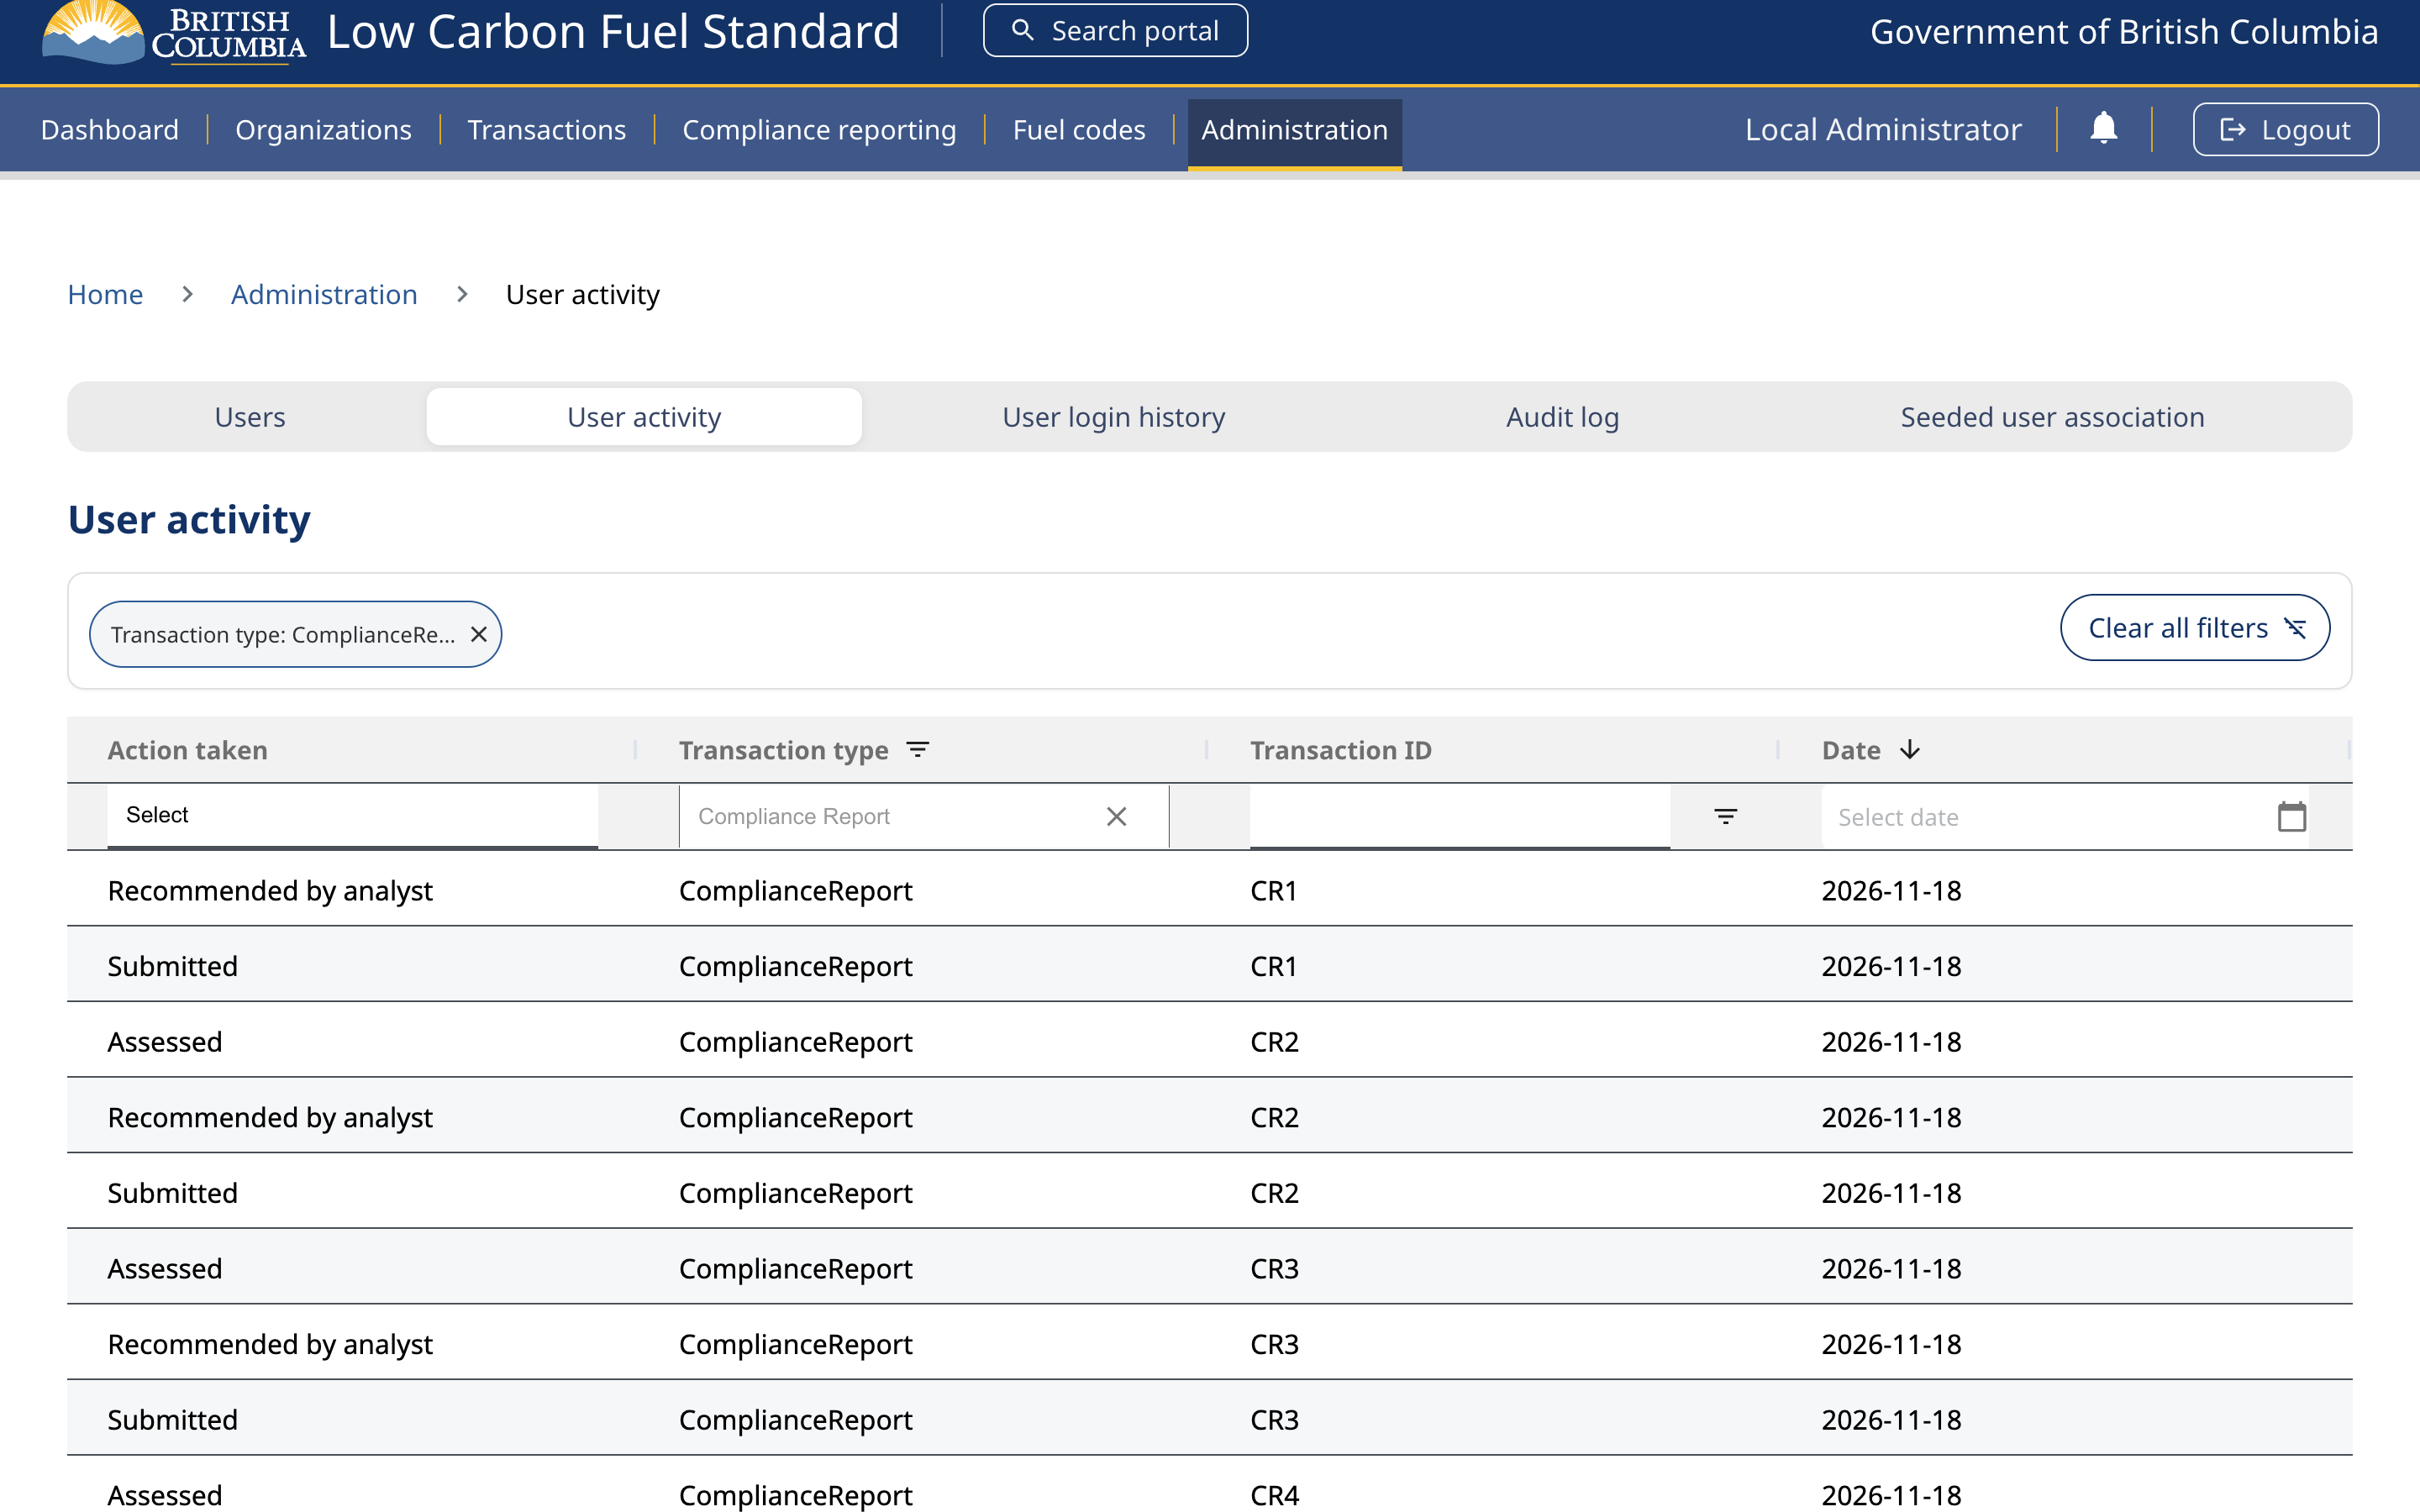 BRITISH
COLUMBIA
Low Carbon Fuel Standard
Search portal
Government of British Columbia
Dashboard
Organizations
Transactions
Compliance reporting
Fuel codes
Administration
Local Administrator
Logout
Home
Administration
User activity
Users
User activity
User login history
Audit log
Seeded user association
User activity
Transaction type: ComplianceRe...
Clear all filters
Action taken Transaction type Transaction ID Date
Select Compliance Report Select date
Recommended by analyst ComplianceReport CR1 2026-11-18
Submitted ComplianceReport CR1 2026-11-18
Assessed ComplianceReport CR2 2026-11-18
Recommended by analyst ComplianceReport CR2 2026-11-18
Submitted ComplianceReport CR2 2026-11-18
Assessed ComplianceReport CR3 2026-11-18
Recommended by analyst ComplianceReport CR3 2026-11-18
Submitted ComplianceReport CR3 2026-11-18
Assessed ComplianceReport CR4 2026-11-18